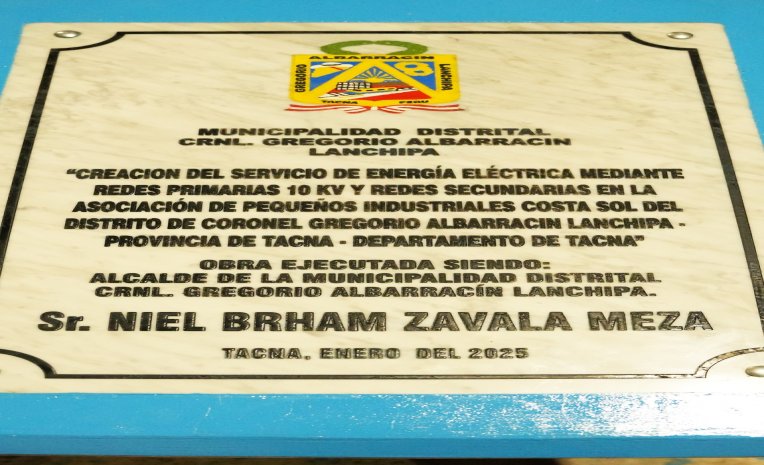 ALBARRACIN
GREGORIO
LANCHIPA
TACNA PERU
MUNICIPALIDAD DISTRITAL
CRNL. GREGORIO ALBARRACIN
LANCHIPA
"CREACION DEL SERVICIO DE ENERGÍA ELÉCTRICA MEDIANTE
REDES PRIMARIAS 10 KV Y REDES SECUNDARIAS EN LA
ASOCIACIÓN DE PEQUEÑOS INDUSTRIALES COSTA SOL DEL
DISTRITO DE CORONEL GREGORIO ALBARRACIN LANCHIPA -
PROVINCIA DE TACNA - DEPARTAMENTO DE TACNA"
OBRA EJECUTADA SIENDO:
ALCALDE DE LA MUNICIPALIDAD DISTRITAL
CRNL. GREGORIO ALBARRACÍN LANCHIPA.
Sr. NIEL BRHAM ZAVALA MEZA
TACNA, ENERO DEL 2025